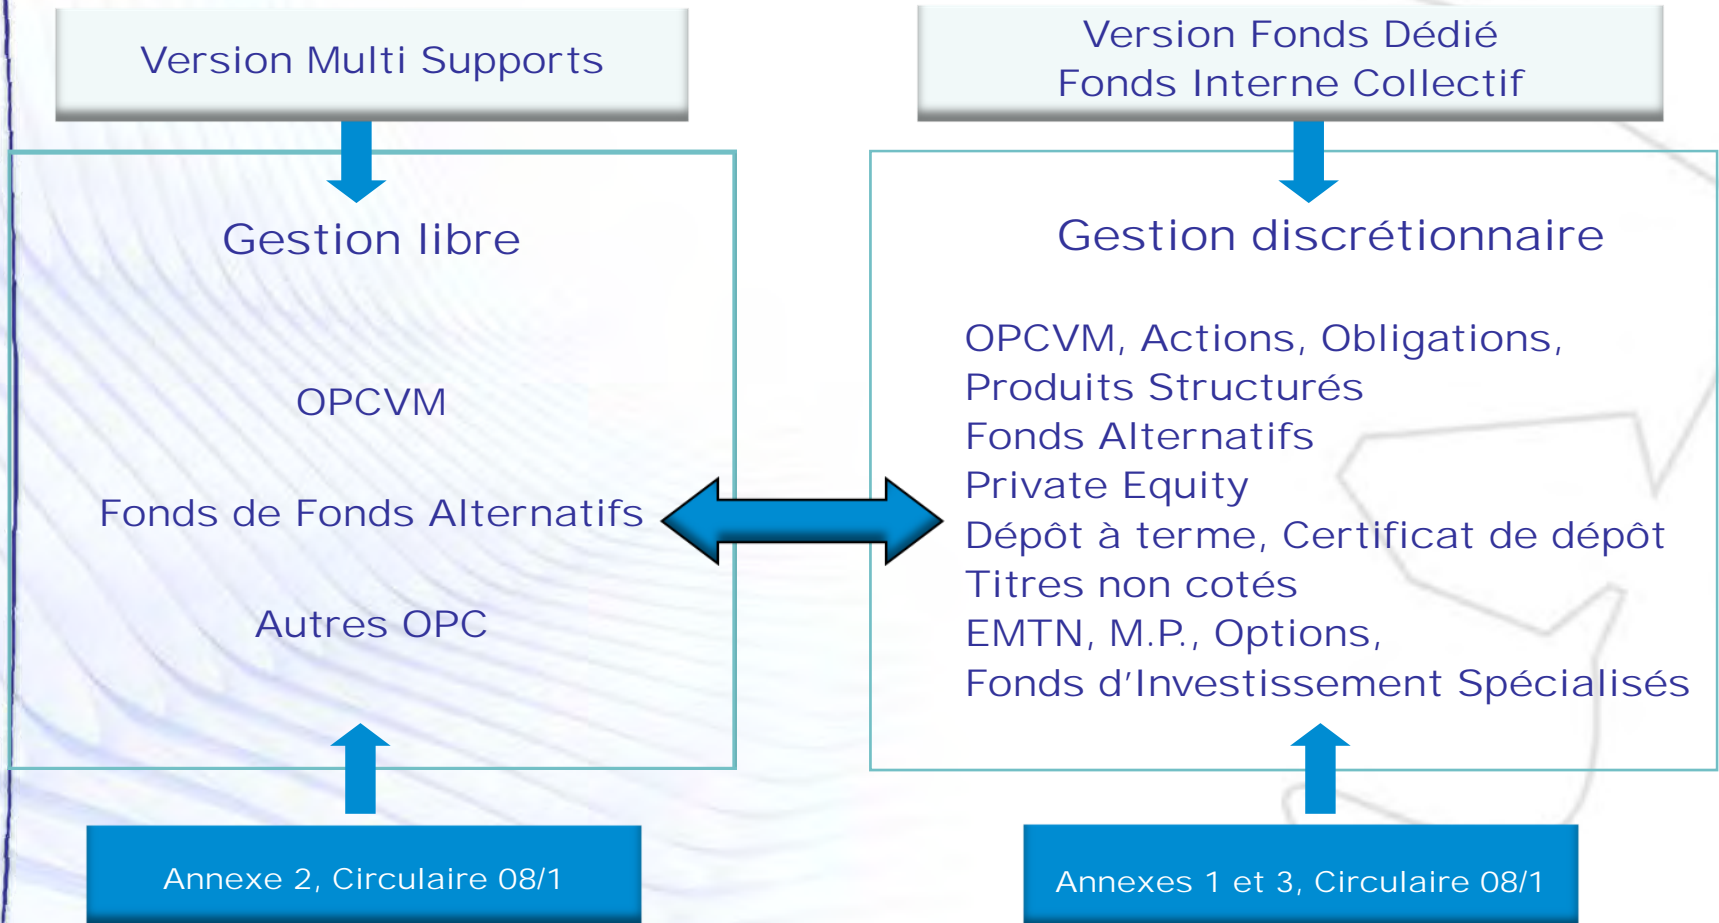 Version Multi Supports
Gestion libre
OPCVM
Fonds de Fonds Alternatifs
Autres OPC
Annexe 2, Circulaire 08/1
Version Fonds Dédié
Fonds Interne Collectif
Gestion discrétionnaire
OPCVM, Actions, Obligations,
Produits Structurés
Fonds Alternatifs
Private Equity
Dépôt à terme, Certificat de dépôt
Titres non cotés
EMTN, M.P., Options,
Fonds d’Investissement Spécialisés
Annexes 1 et 3, Circulaire 08/1